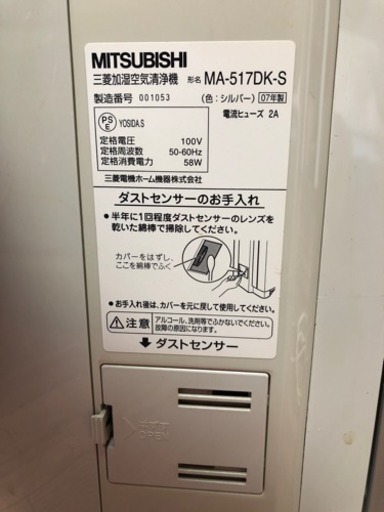 MITSUBISHI
三菱加湿空気清浄機 形名 MA-517DK-S
製造番号 001053 (色:シルバー) 07年製
電流ヒューズ 2A
PS
E
YOSIDA.S
定格電圧 100V
定格周波数 50-60Hz
定格消費電力 58W
三菱電機ホーム機器株式会社
ダストセンサーのお手入れ
●半年に1回程度ダストセンサーのレンズを
乾いた綿棒で掃除してください。
カバーをはずし、
ここを綿棒でふく
●お手入れ後は、カバーを元に戻して使用してください。
⚠注意 アルコール、洗剤等でふかないでください。
故障の原因になります。
ダストセンサー
OPEN